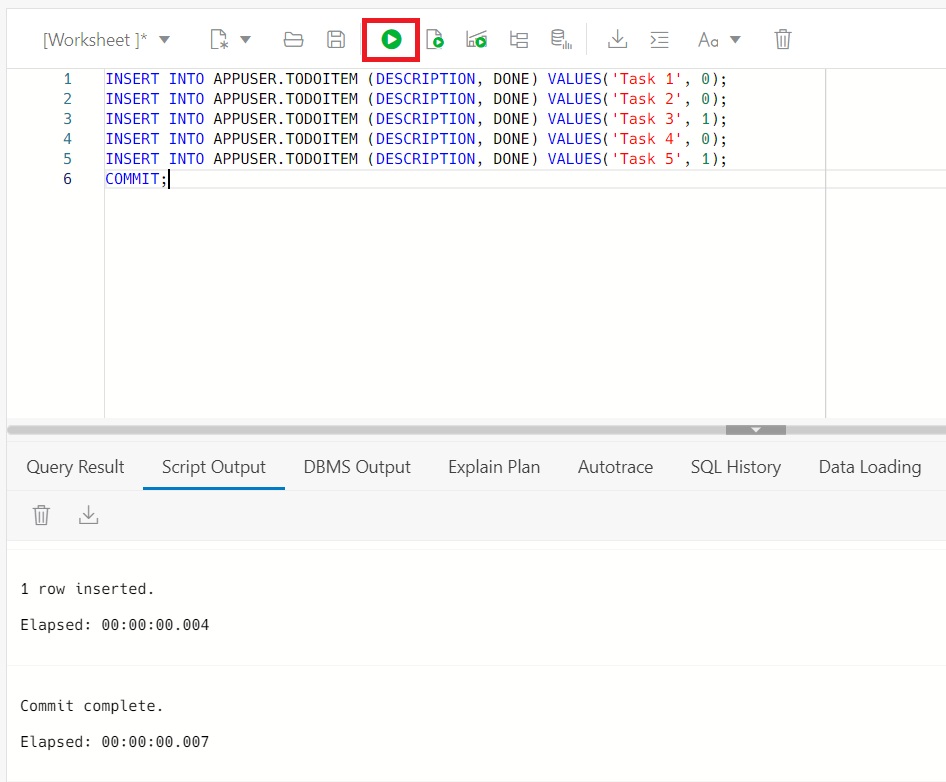 [Worksheet ]* Aa
1 INSERT INTO APPUSER.TODOITEM (DESCRIPTION, DONE) VALUES('Task 1', 0);
2 INSERT INTO APPUSER.TODOITEM (DESCRIPTION, DONE) VALUES('Task 2', 0);
3 INSERT INTO APPUSER.TODOITEM (DESCRIPTION, DONE) VALUES('Task 3', 1);
4 INSERT INTO APPUSER.TODOITEM (DESCRIPTION, DONE) VALUES('Task 4', 0);
5 INSERT INTO APPUSER.TODOITEM (DESCRIPTION, DONE) VALUES('Task 5', 1);
6 COMMIT;
Query Result Script Output DBMS Output Explain Plan Autotrace SQL History Data Loading
1 row inserted.
Elapsed: 00:00:00.004
Commit complete.
Elapsed: 00:00:00.007